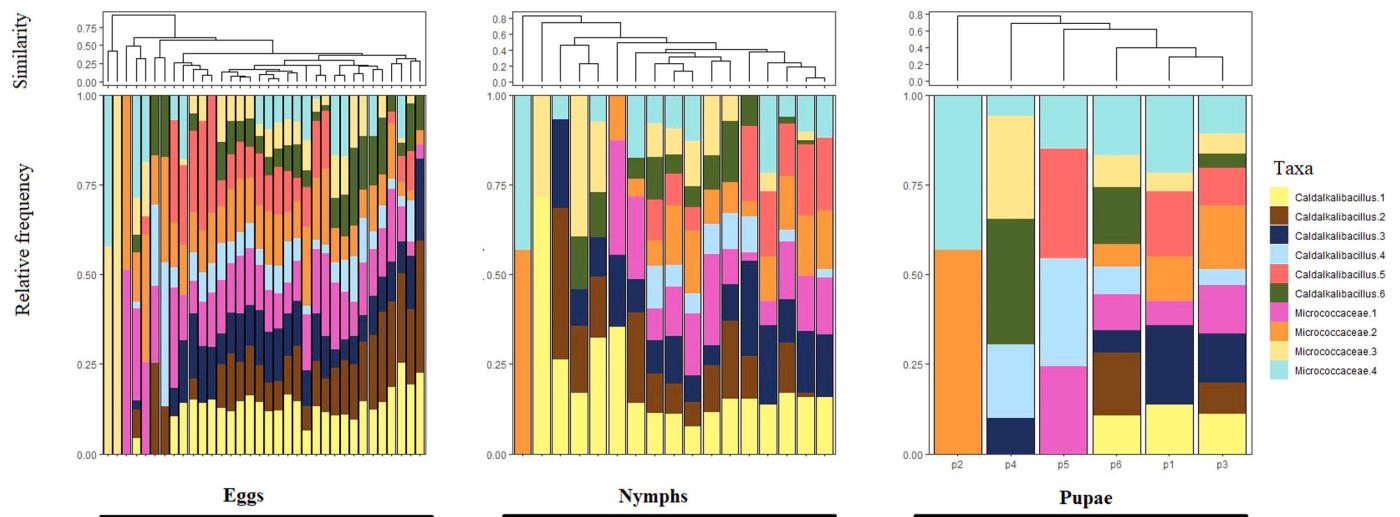 Similarity
0.75
0.50
0.25
0.00
0.8
0.6
0.4
0.2
0.0
0.8
0.6
0.4
0.2
0.0
Relative frequency
1.00
0.75
0.50
0.25
0.00
1.00
0.75
0.50
0.25
0.00
1.00
0.75
0.50
0.25
0.00
p2 p4 p5 p6 p1 p3
Eggs
Nymphs
Pupae
Taxa
Caldalkalibacillus.1
Caldalkalibacillus.2
Caldalkalibacillus.3
Caldalkalibacillus.4
Caldalkalibacillus.5
Caldalkalibacillus.6
Micrococcaceae.1
Micrococcaceae.2
Micrococcaceae.3
Micrococcaceae.4